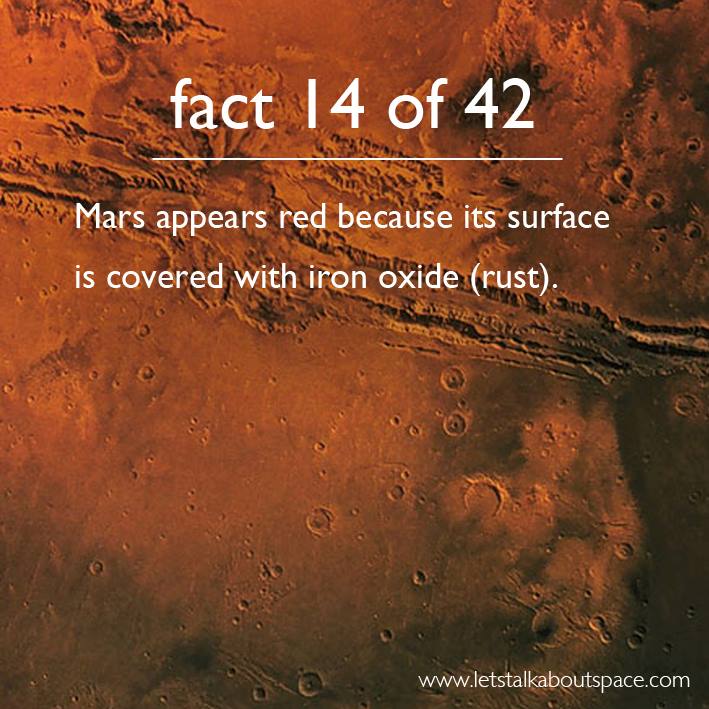 fact 14 of 42
Mars appears red because its surface
is covered with iron oxide (rust).
www.letstalkaboutspace.com